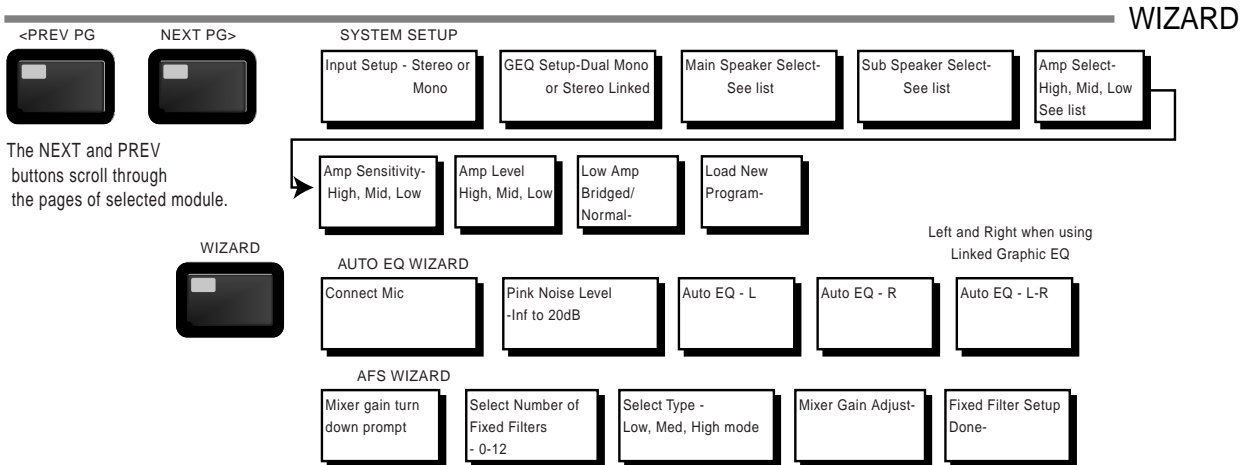 WIZARD
<PREV PG
NEXT PG>
The NEXT and PREV
buttons scroll through
the pages of selected module.
WIZARD
SYSTEM SETUP
Input Setup - Stereo or
Mono
GEQ Setup-Dual Mono
or Stereo Linked
Main Speaker Select-
See list
Sub Speaker Select-
See list
Amp Select-
High, Mid, Low
See list
Amp Sensitivity-
High, Mid, Low
Amp Level
High, Mid, Low
Low Amp
Bridged/
Normal-
Load New
Program-
AUTO EQ WIZARD
Connect Mic
Pink Noise Level
-Inf to 20dB
Auto EQ - L
Auto EQ - R
Left and Right when using
Linked Graphic EQ
Auto EQ - L-R
AFS WIZARD
Mixer gain turn
down prompt
Select Number of
Fixed Filters
- 0-12
Select Type -
Low, Med, High mode
Mixer Gain Adjust-
Fixed Filter Setup
Done-